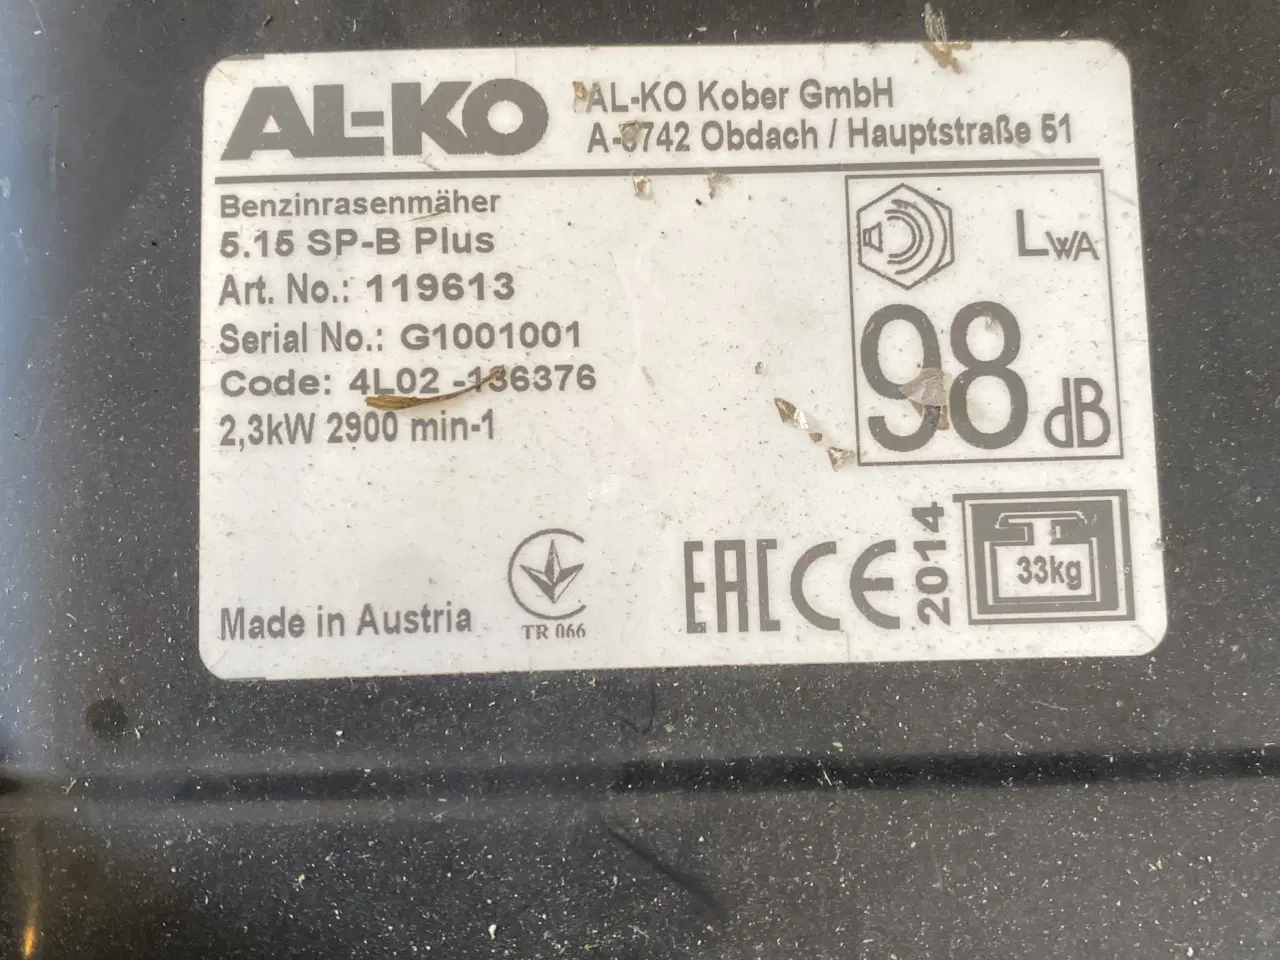 AL-KO
AL-KO Kober GmbH
A-8742 Obdach / Hauptstraße 51
Benzinrasenmäher
5.15 SP-B Plus
Art. No.: 119613
Serial No.: G1001001
Code: 4L02 -136376
2,3kW 2900 min-1
LWA
98 dB
Made in Austria
TR 066
EAC CE
2014
33kg